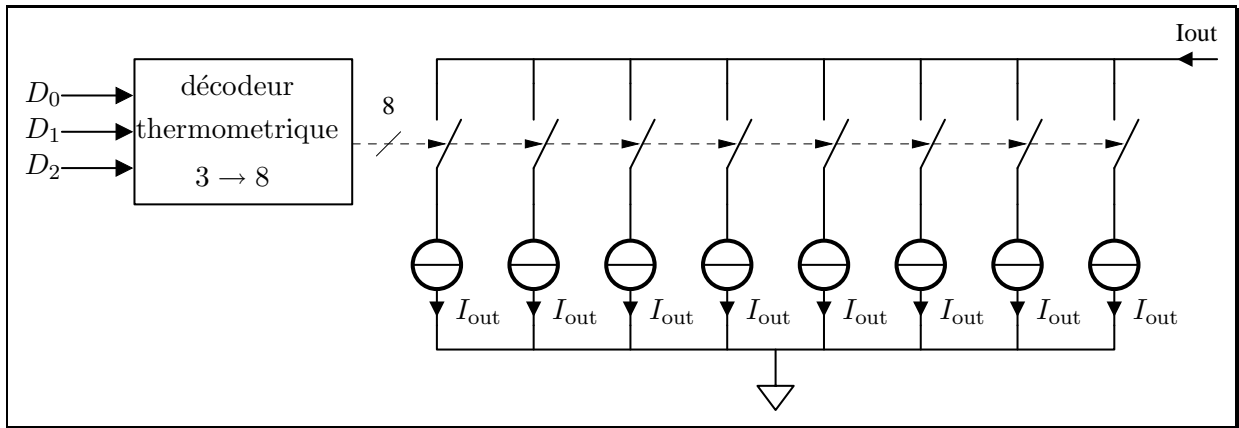 Iout
D0
D1
D2
décodeur
thermometrique
3 → 8
8
Iout
Iout
Iout
Iout
Iout
Iout
Iout
Iout